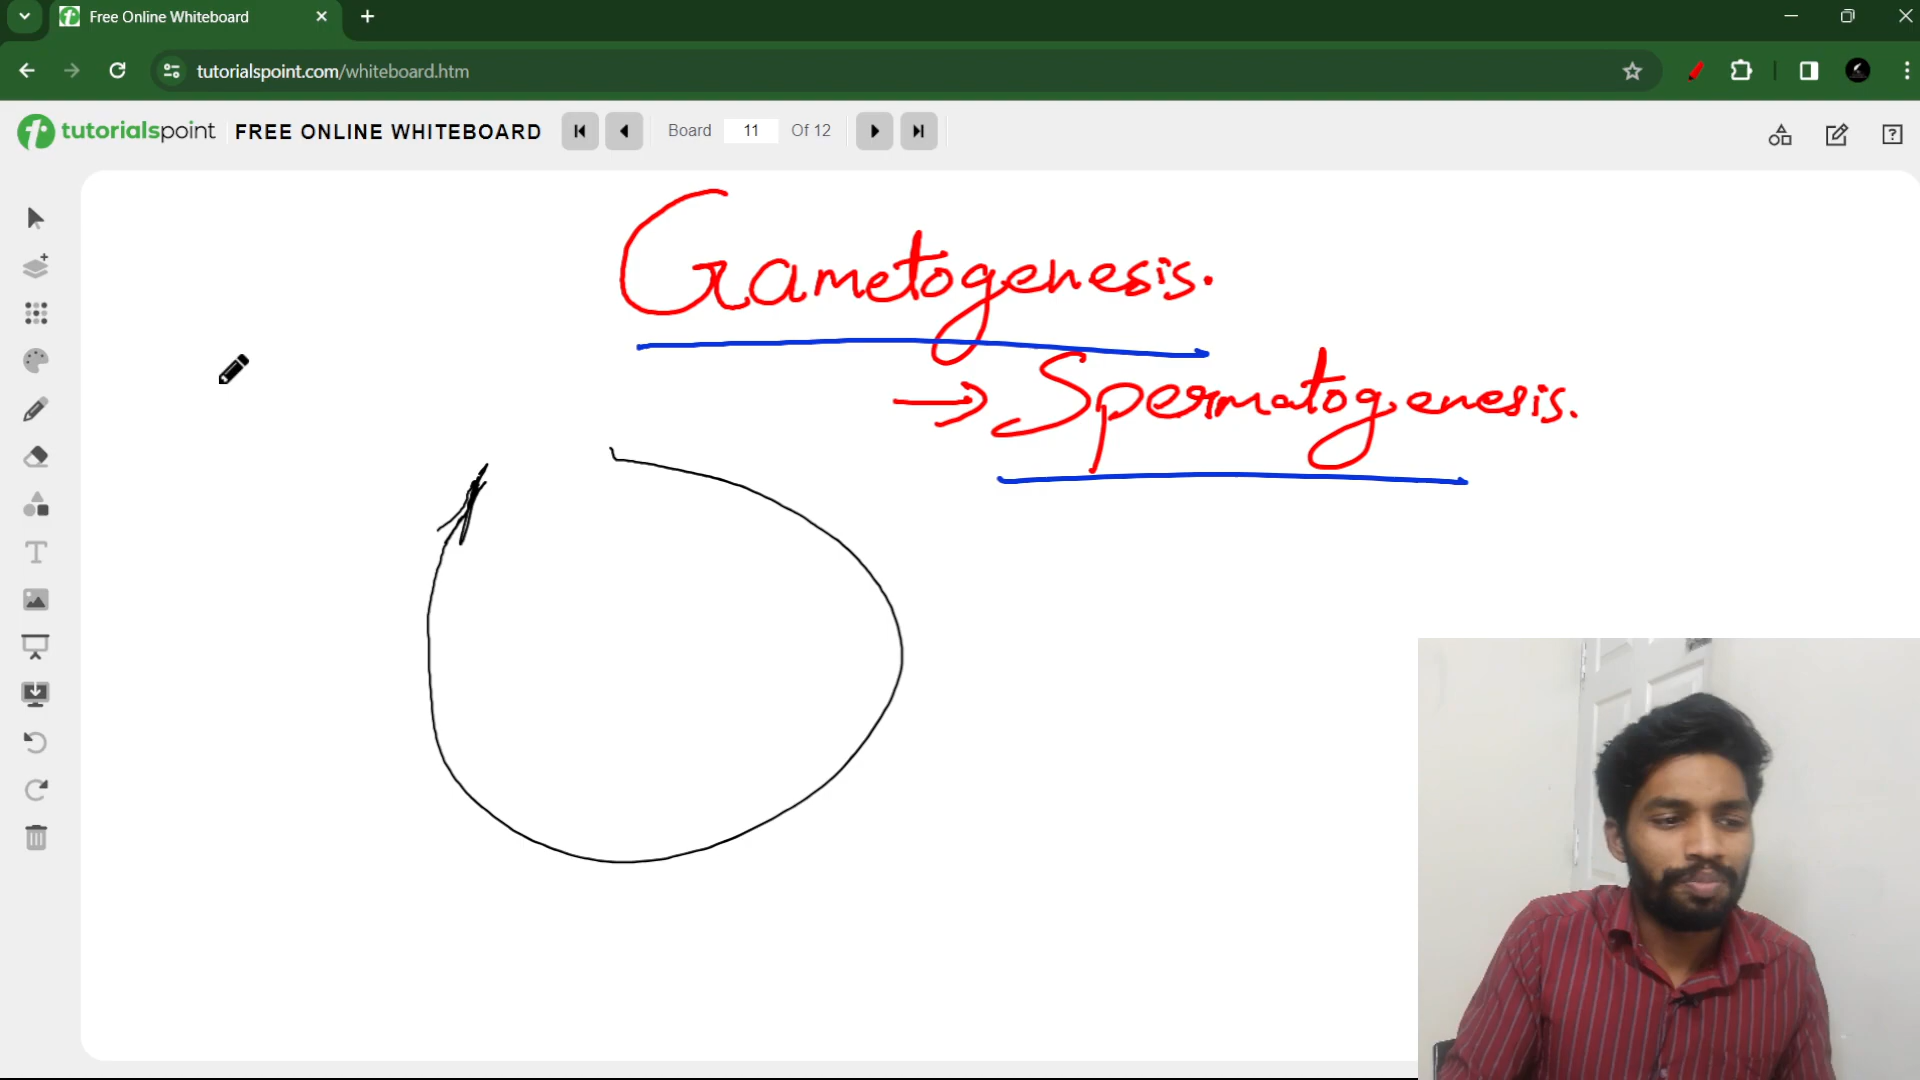 Free Online Whiteboard
tutorialspoint.com/whiteboard.htm
tutorialspoint FREE ONLINE WHITEBOARD Board 11 Of 12
Gametogenesis.
→ Spermatogenesis.